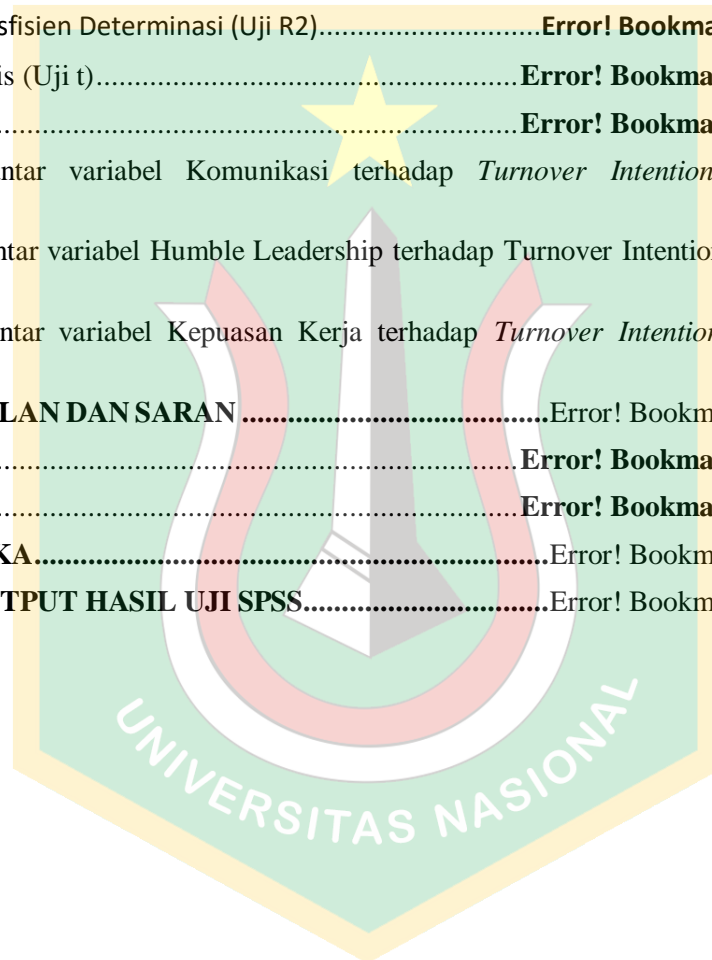 sfisien Determinasi (Uji R2)....................................Error! Bookma
is (Uji t)....................................................................Error! Bookma
....................................................................................Error! Bookma
ntar variabel Komunikasi terhadap Turnover Intention
ntar variabel Humble Leadership terhadap Turnover Intention
ntar variabel Kepuasan Kerja terhadap Turnover Intention
LAN DAN SARAN .................................................Error! Bookm
....................................................................................Error! Bookma
....................................................................................Error! Bookma
KA..................................................................................Error! Bookm
TPUT HASIL UJI SPSS.......................................Error! Bookm
UNIVERSITAS NASIONAL